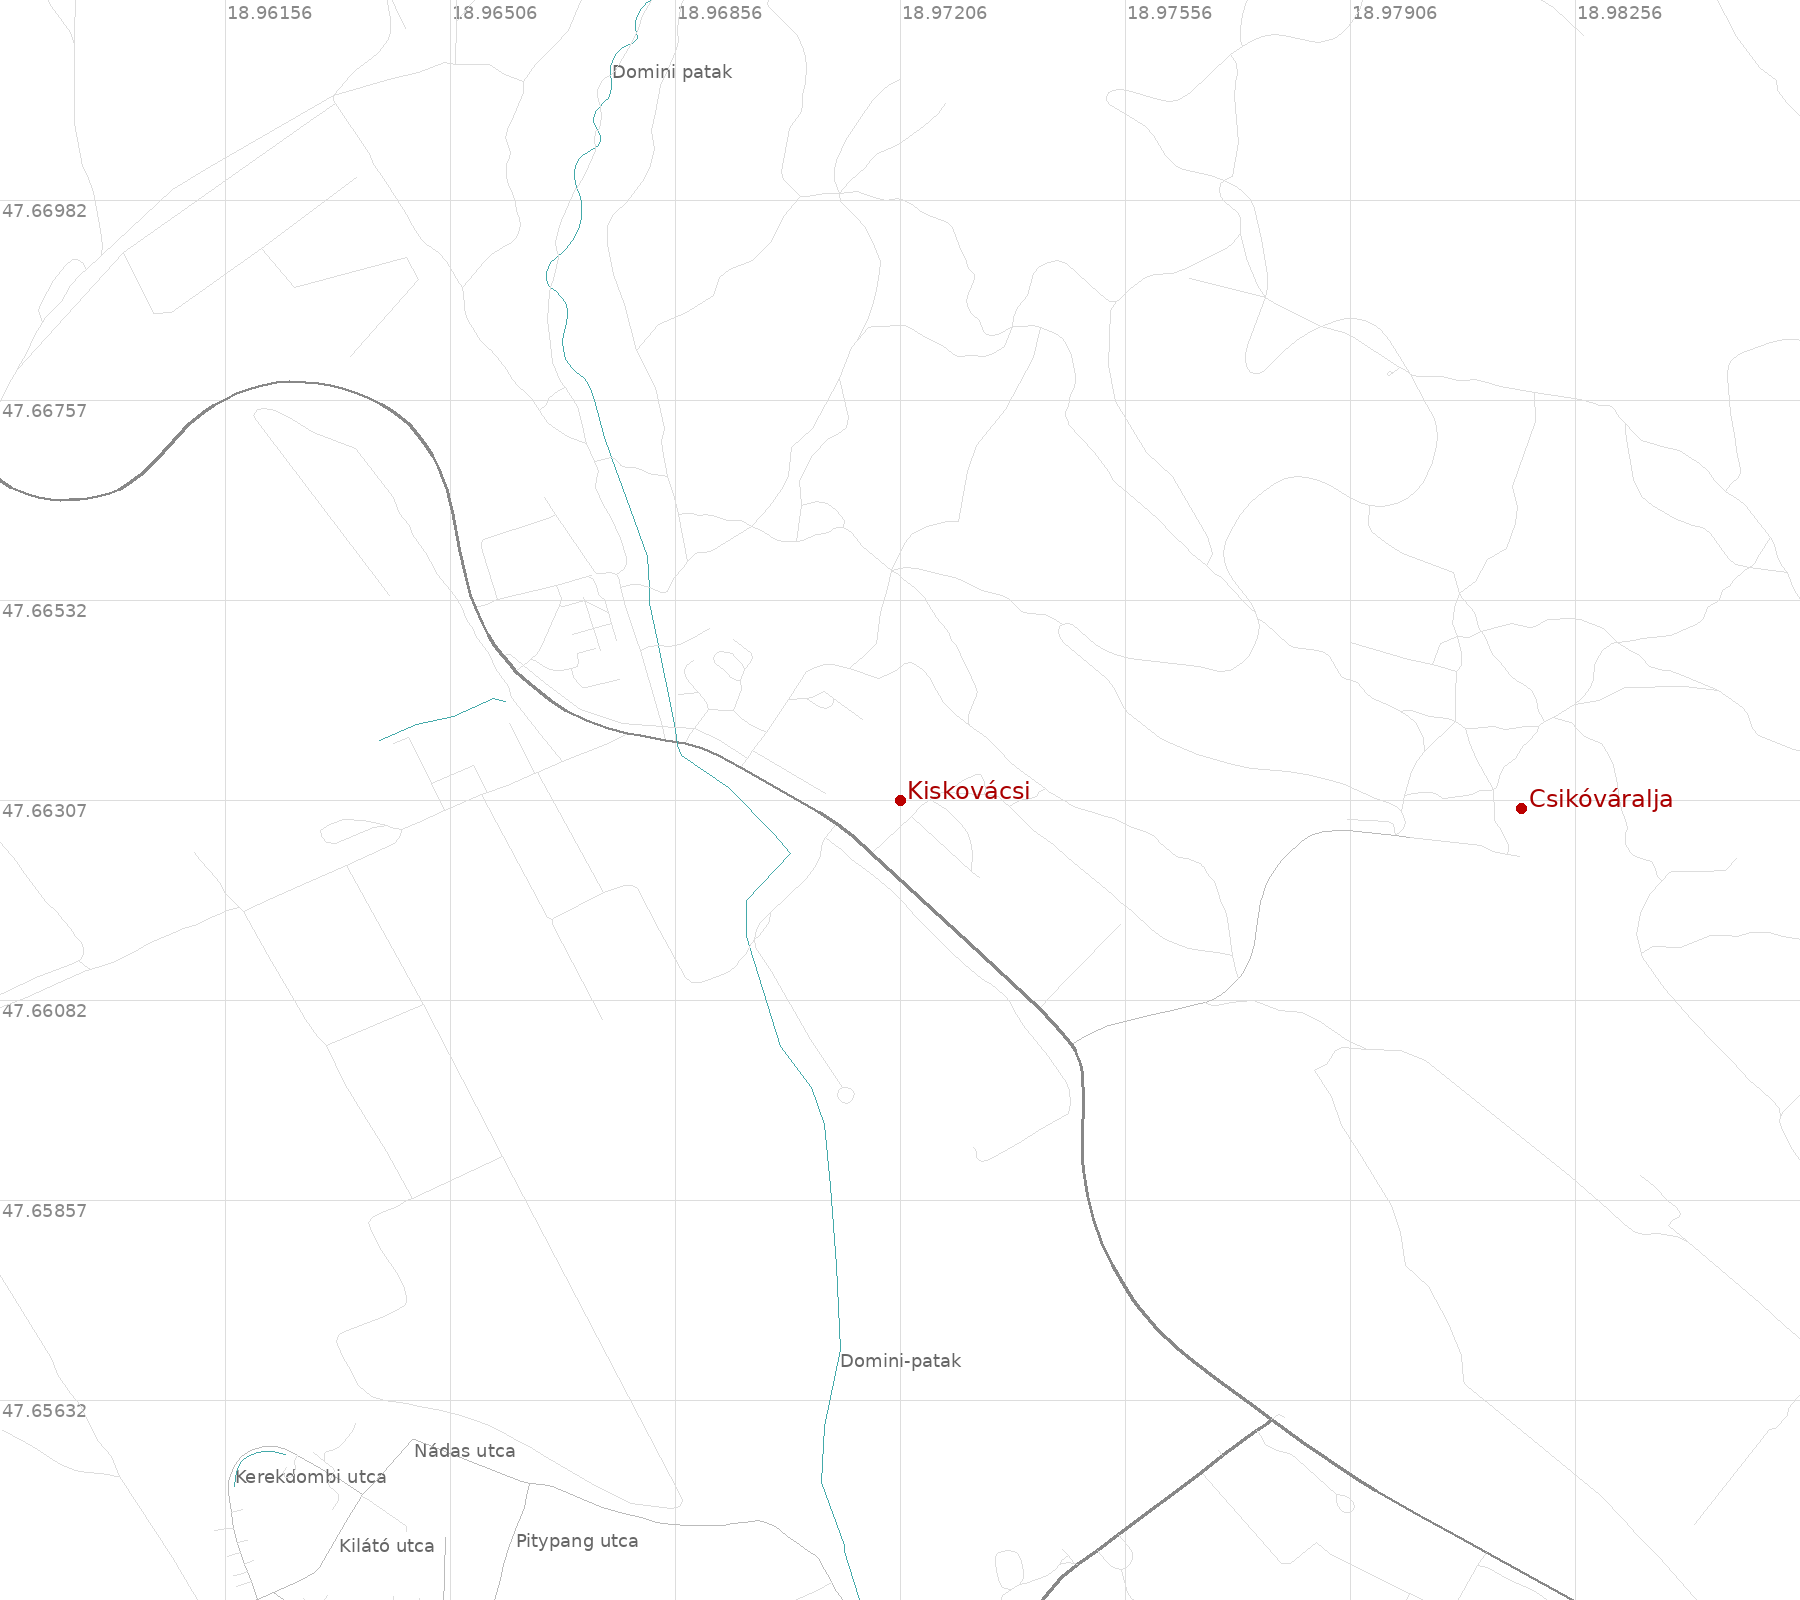 18.96156 18.96506 18.96856 18.97206 18.97556 18.97906 18.98256
Domini patak
47.66982
47.66757
47.66532
Kiskovácsi
Csikóváralja
47.66307
47.66082
47.65857
Domini-patak
47.65632
Nádas utca
Kerekdombi utca
Pitypang utca
Kilátó utca